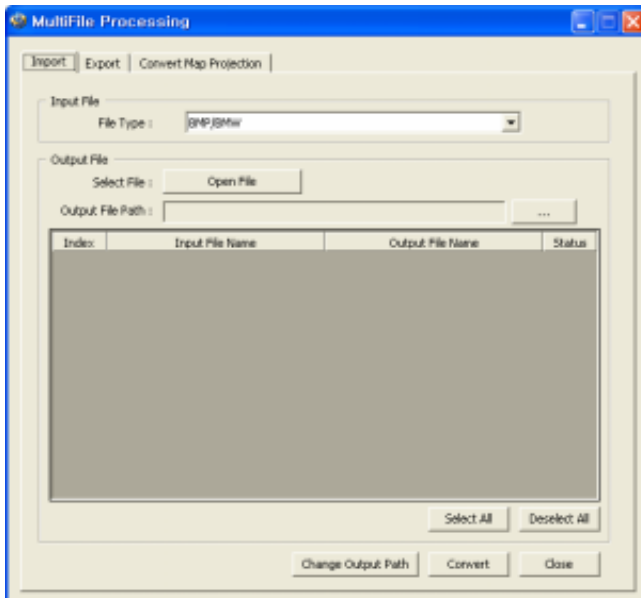 MultiFile Processing
Import Export Convert Map Projection
Input File
File Type : BMP/BMW
Output File
Select File : Open File
Output File Path : ...
Index Input File Name Output File Name Status
Select All Deselect All
Change Output Path Convert Close